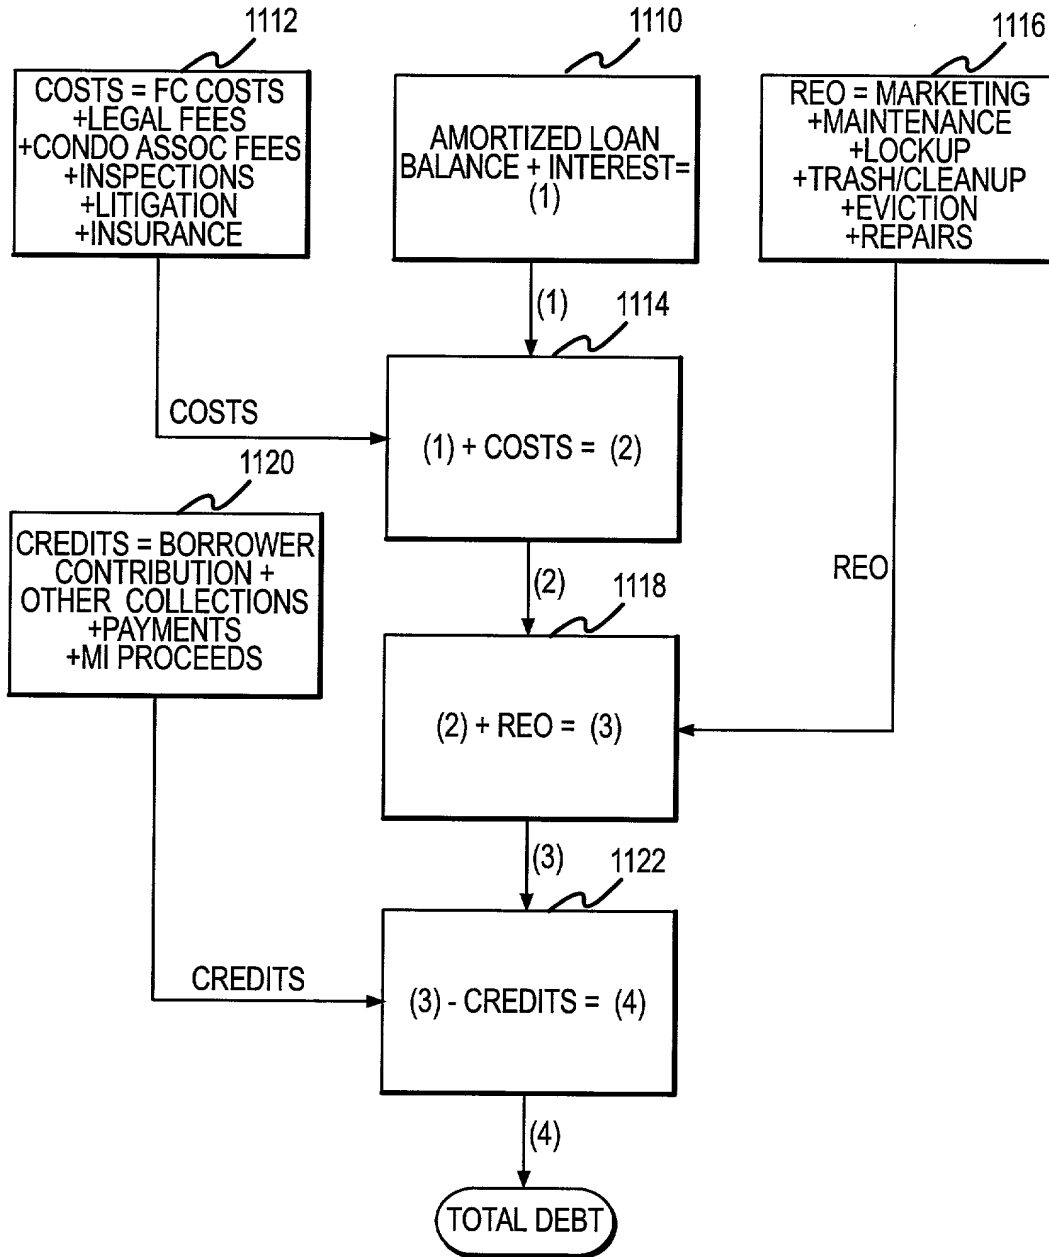 1112
COSTS = FC COSTS
+LEGAL FEES
+CONDO ASSOC FEES
+INSPECTIONS
+LITIGATION
+INSURANCE
1110
AMORTIZED LOAN
BALANCE + INTEREST=
(1)
1116
REO = MARKETING
+MAINTENANCE
+LOCKUP
+TRASH/CLEANUP
+EVICTION
+REPAIRS
(1)
1114
COSTS
(1) + COSTS = (2)
1120
CREDITS = BORROWER
CONTRIBUTION +
OTHER COLLECTIONS
+PAYMENTS
+MI PROCEEDS
(2)
1118
REO
(2) + REO = (3)
(3)
1122
CREDITS
(3) - CREDITS = (4)
(4)
TOTAL DEBT